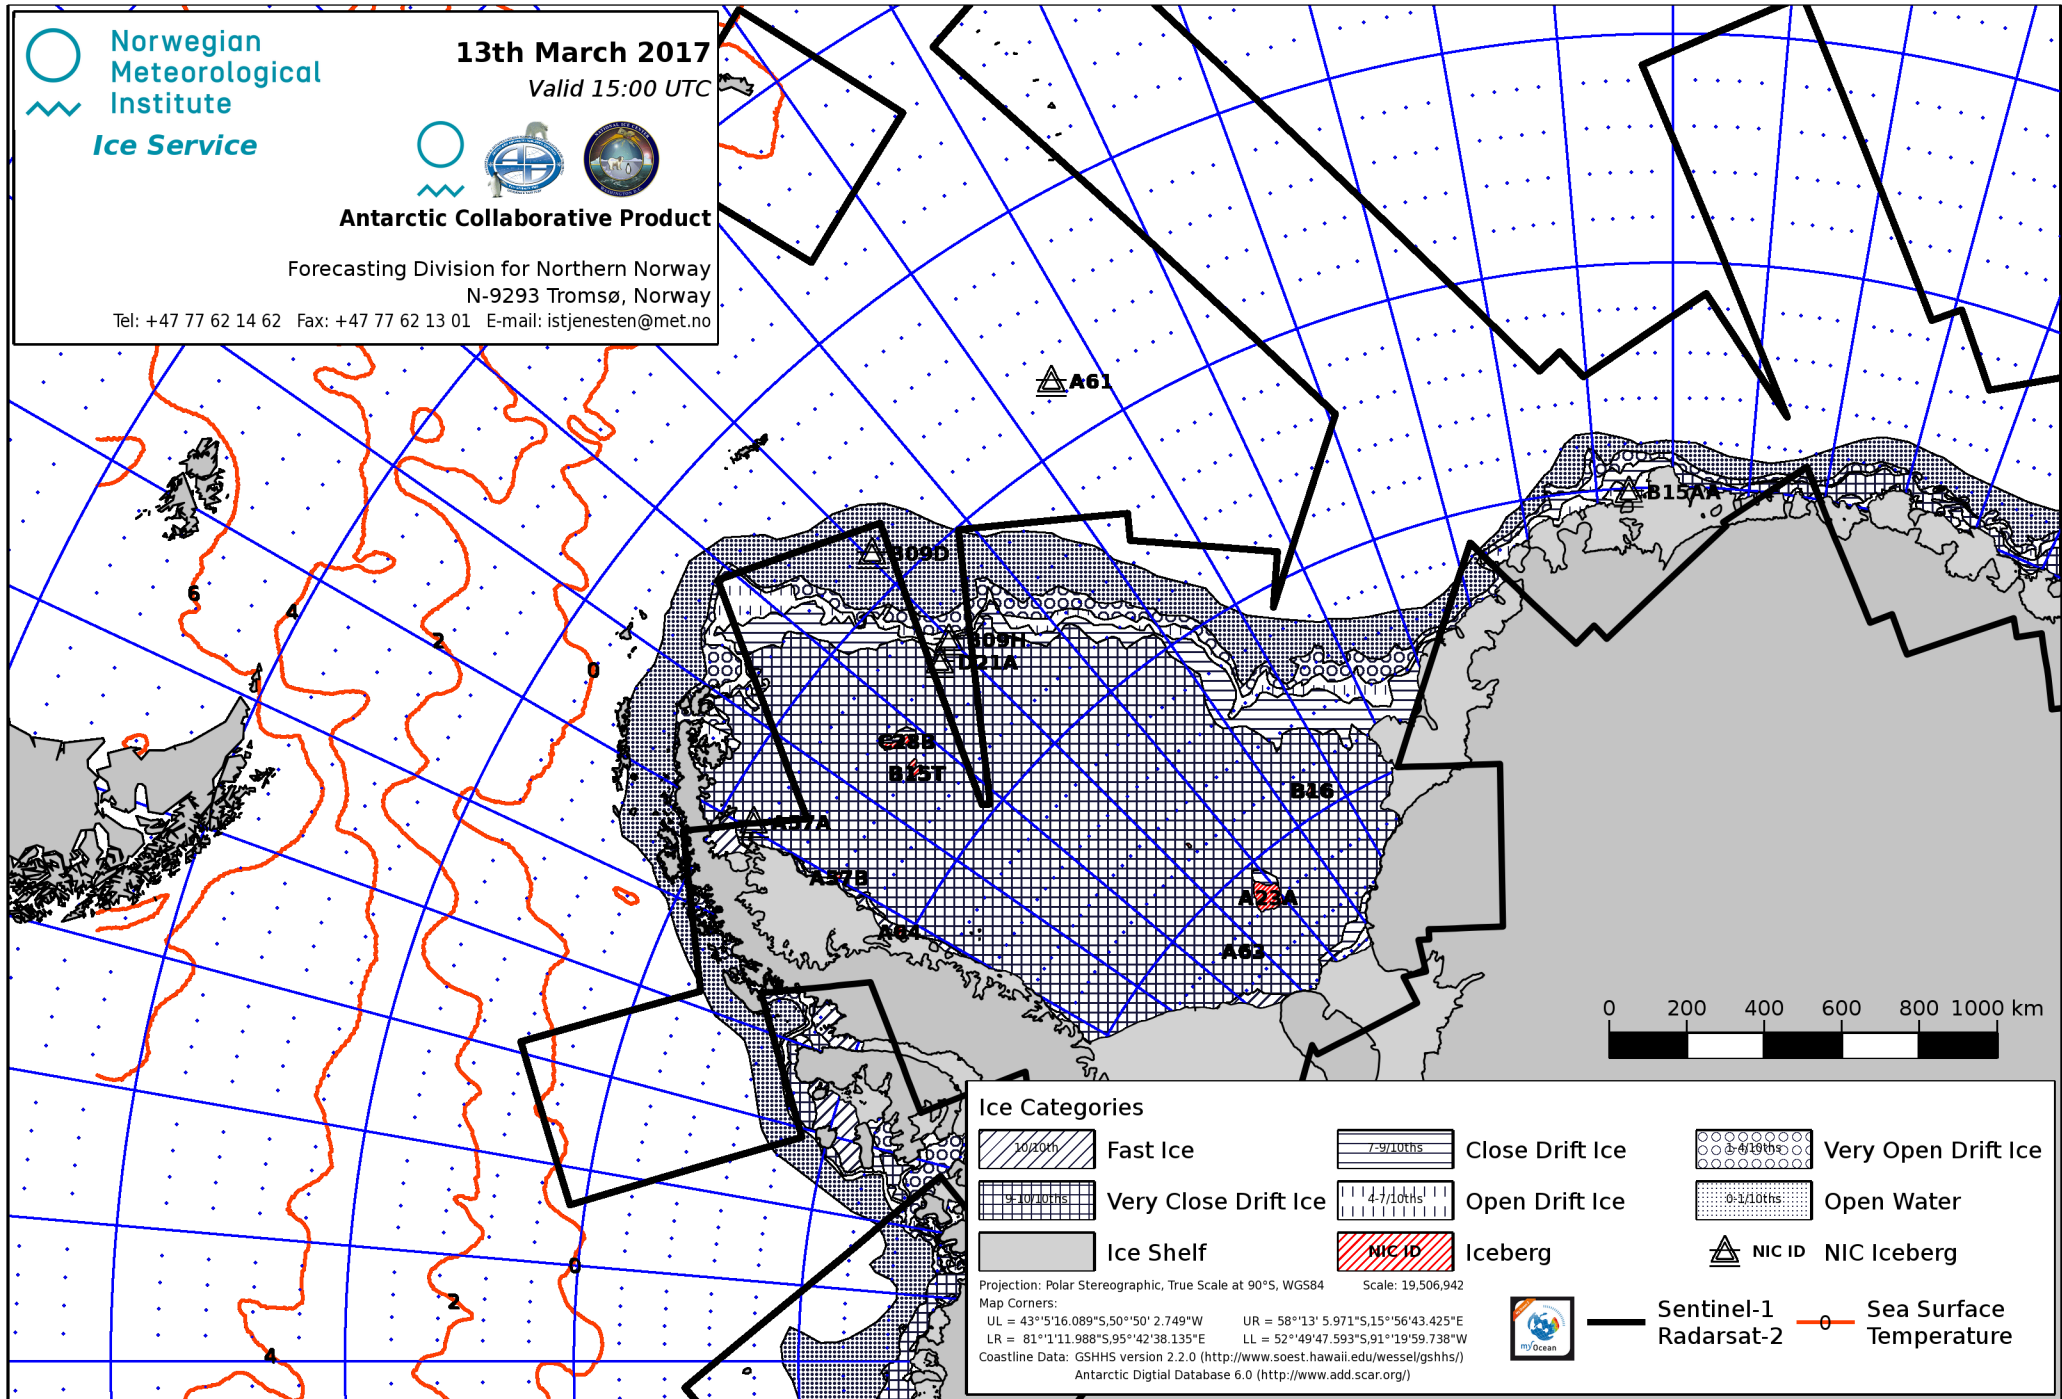 Norwegian
Meteorological
Institute
Ice Service
13th March 2017
Valid 15:00 UTC
Antarctic Collaborative Product
Forecasting Division for Northern Norway
N-9293 Tromsø, Norway
Tel: +47 77 62 14 62 Fax: +47 77 62 13 01 E-mail: istjenesten@met.no
A61
B15AA
B09D
6
4
2
0
B09H
D21A
C28B
B15T
B16
A57A
A57B
A23A
A64
A63
0 200 400 600 800 1000 km
0
2
4
Ice Categories
10/10th Fast Ice
7-9/10ths Close Drift Ice
1-4/10ths Very Open Drift Ice
9-10/10ths Very Close Drift Ice
4-7/10ths Open Drift Ice
0-1/10ths Open Water
Ice Shelf
NIC ID Iceberg
NIC ID NIC Iceberg
Projection: Polar Stereographic, True Scale at 90°S, WGS84 Scale: 19,506,942
Map Corners:
UL = 43°'5'16.089"S,50°'50' 2.749"W UR = 58°'13' 5.971"S,15°'56'43.425"E
LR = 81°'1'11.988"S,95°'42'38.135"E LL = 52°'49'47.593"S,91°'19'59.738"W
Coastline Data: GSHHS version 2.2.0 (http://www.soest.hawaii.edu/wessel/gshhs/)
Antarctic Digtial Database 6.0 (http://www.add.scar.org/)
my Ocean
Sentinel-1
Radarsat-2
0
Sea Surface
Temperature